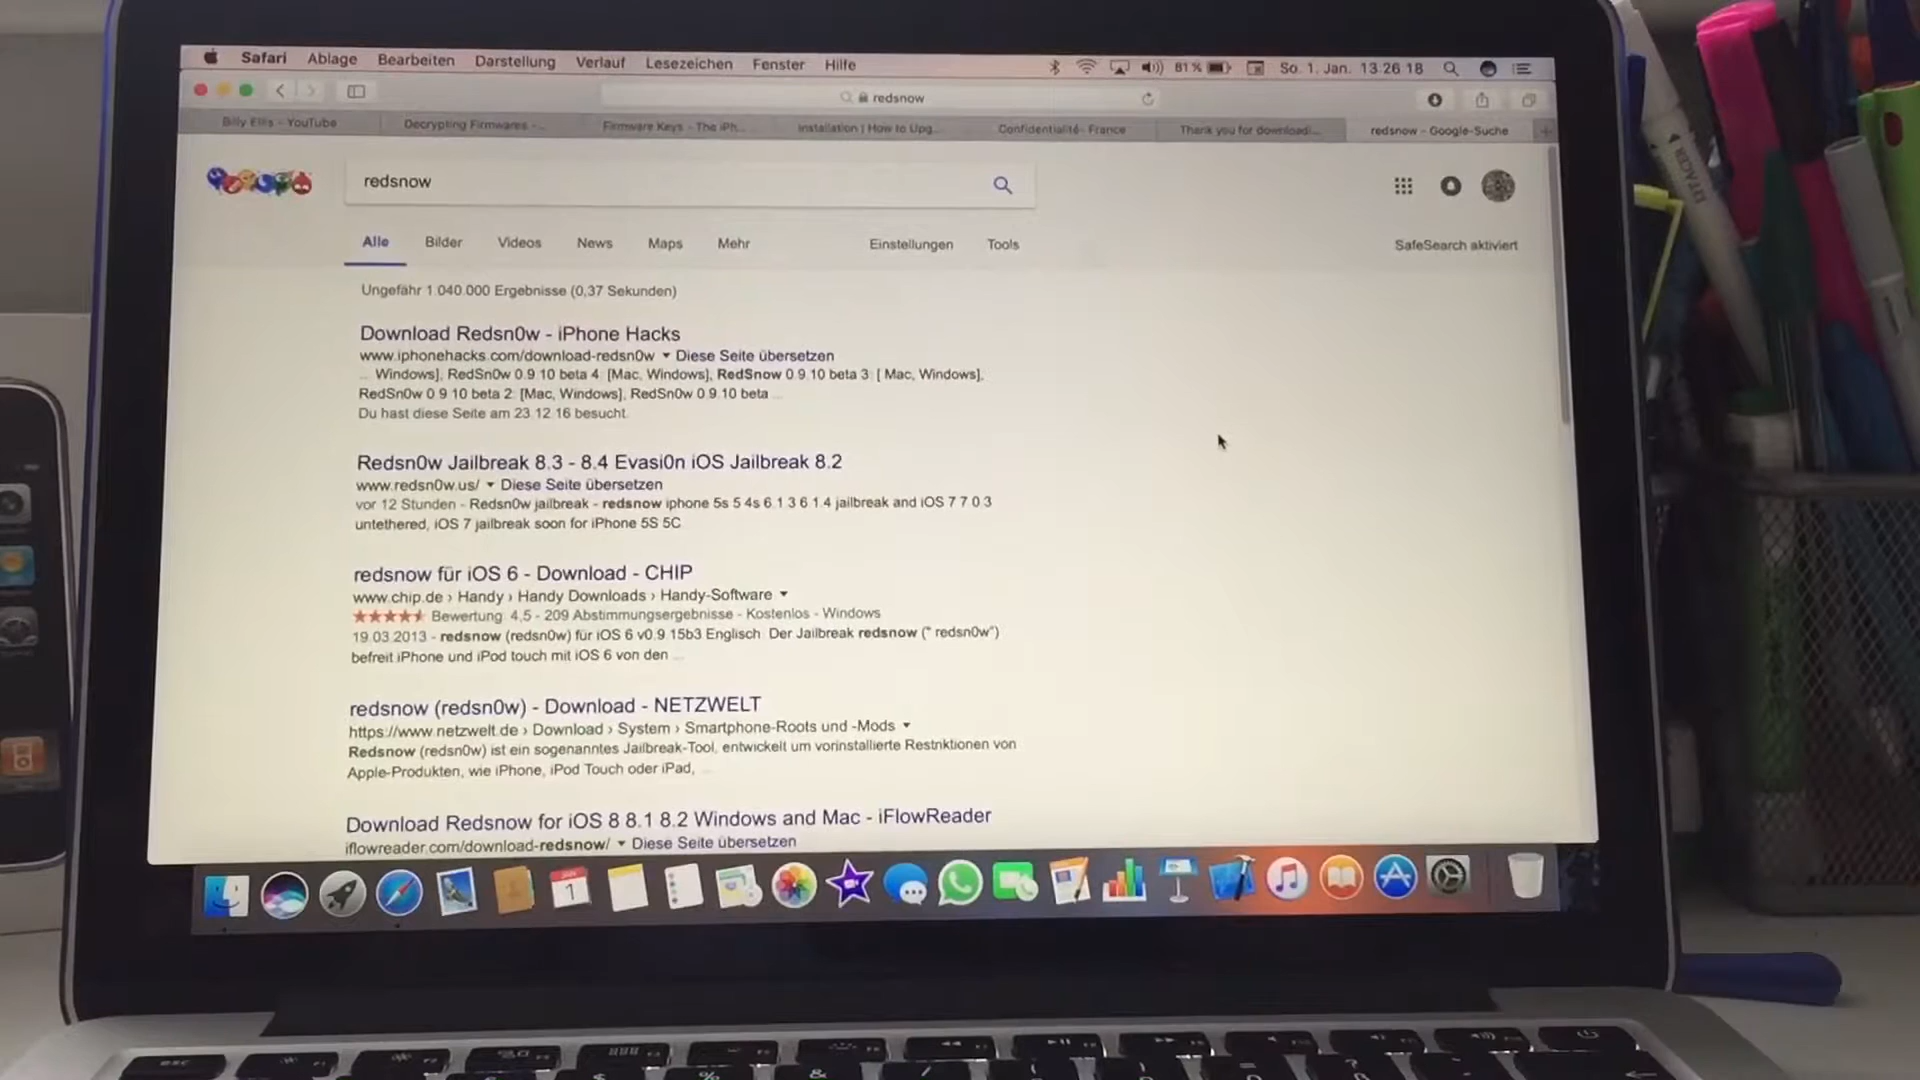 Safari Ablage Bearbeiten Darstellung Verlauf Lesezeichen Fenster Hilfe 81 % So. 1. Jan. 13:26:18
redsnow
Billy Ellis - YouTube Decrypting Firmwares - ... Firmware Keys - The iPh... Installation | How to Upg... Confidentialité - France Thank you for downloadi... redsnow - Google-Suche
redsnow
Alle Bilder Videos News Maps Mehr Einstellungen Tools SafeSearch aktiviert
Ungefähr 1.040.000 Ergebnisse (0,37 Sekunden)
Download Redsn0w - iPhone Hacks
www.iphonehacks.com/download-redsn0w Diese Seite übersetzen
... Windows], RedSn0w 0.9.10 beta 4: [Mac, Windows], RedSnow 0.9.10 beta 3: [ Mac, Windows],
RedSn0w 0.9.10 beta 2: [Mac, Windows], RedSn0w 0.9.10 beta ...
Du hast diese Seite am 23.12.16 besucht.
Redsn0w Jailbreak 8.3 - 8.4 Evasi0n iOS Jailbreak 8.2
www.redsn0w.us/ Diese Seite übersetzen
vor 12 Stunden - Redsn0w jailbreak - redsnow iphone 5s 5 4s 6.1.3 6.1.4 jailbreak and iOS 7 7.0.3
untethered, iOS 7 jailbreak soon for iPhone 5S 5C
redsnow für iOS 6 - Download - CHIP
www.chip.de › Handy › Handy Downloads › Handy-Software
Bewertung: 4,5 - 209 Abstimmungsergebnisse - Kostenlos - Windows
19.03.2013 - redsnow (redsn0w) für iOS 6 v0.9.15b3 Englisch: Der Jailbreak redsnow (" redsn0w")
befreit iPhone und iPod touch mit iOS 6 von den ...
redsnow (redsn0w) - Download - NETZWELT
https://www.netzwelt.de › Download › System › Smartphone-Roots und -Mods
Redsnow (redsn0w) ist ein sogenanntes Jailbreak-Tool, entwickelt um vorinstallierte Restriktionen von
Apple-Produkten, wie iPhone, iPod Touch oder iPad, ...
Download Redsnow for iOS 8 8.1 8.2 Windows and Mac - iFlowReader
iflowreader.com/download-redsnow/ Diese Seite übersetzen
1
esc